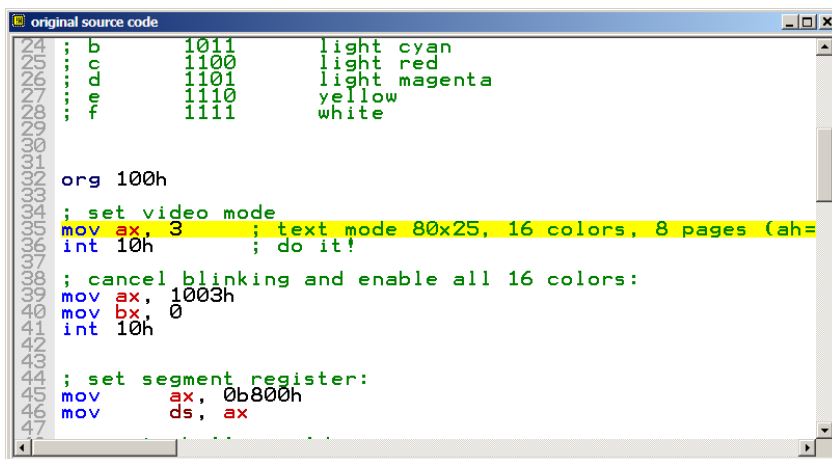 original source code
24 ; b 1011 light cyan
25 ; c 1100 light red
26 ; d 1101 light magenta
27 ; e 1110 yellow
28 ; f 1111 white
29
30
31
32 org 100h
33
34 ; set video mode
35 mov ax, 3 ; text mode 80x25, 16 colors, 8 pages (ah=
36 int 10h ; do it!
37
38 ; cancel blinking and enable all 16 colors:
39 mov ax, 1003h
40 mov bx, 0
41 int 10h
42
43
44 ; set segment register:
45 mov ax, 0b800h
46 mov ds, ax
47